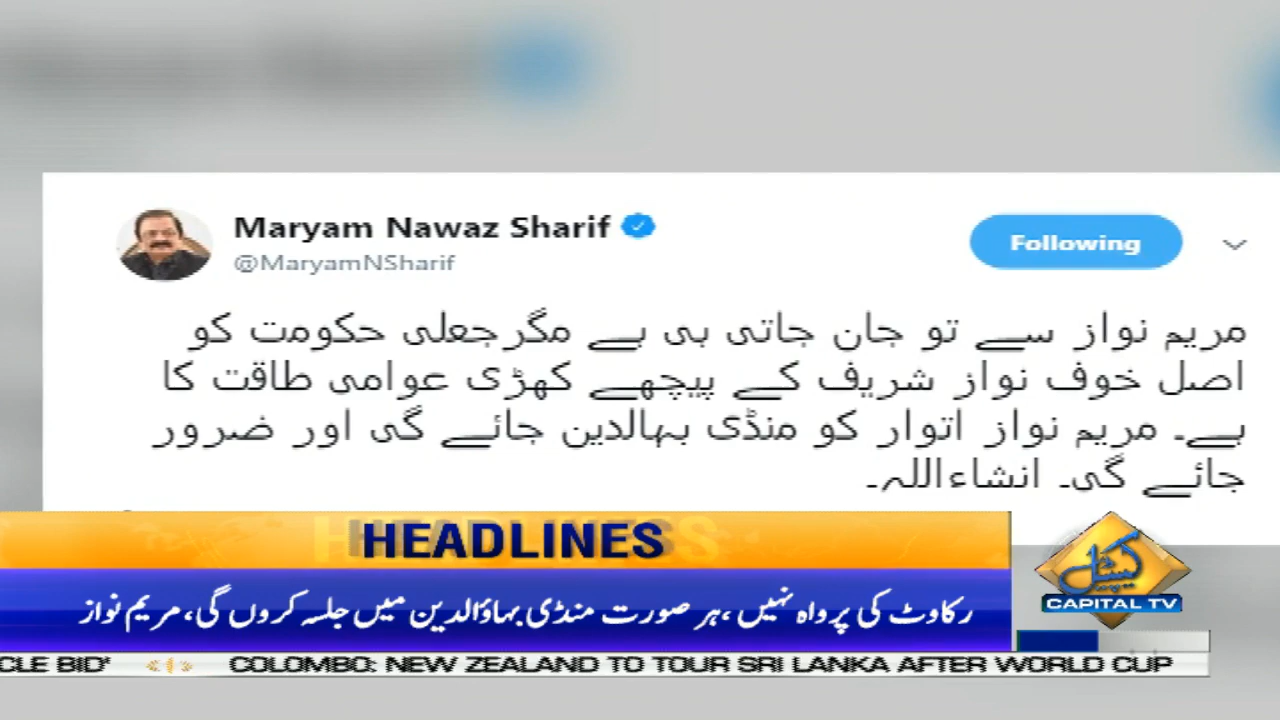 Maryam Nawaz Sharif
@MaryamNSharif
Following
مریم نواز سے تو جان جاتی ہی ہے مگرجعلی حکومت کو
اصل خوف نواز شریف کے پیچھے کھڑی عوامی طاقت کا
ہے۔ مریم نواز اتوار کو منڈی بہالدین جائے گی اور ضرور
جائے گی۔ انشاءاللہ۔
HEADLINES
رکاوٹ کی پرواہ نہیں، ہر صورت منڈی بہاؤالدین میں جلسہ کروں گی، مریم نواز
کیپیٹل
CAPITAL TV
CLE BID' COLOMBO: NEW ZEALAND TO TOUR SRI LANKA AFTER WORLD CUP